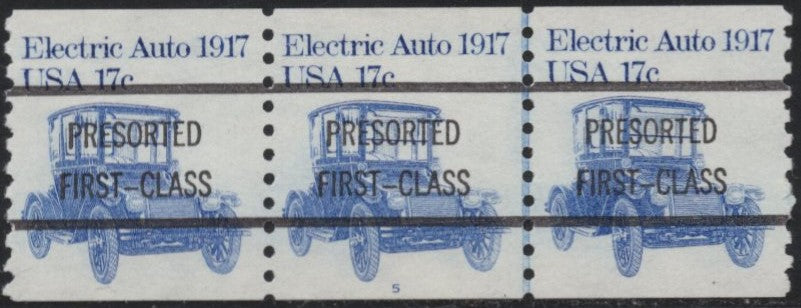 Electric Auto 1917 Electric Auto 1917 Electric Auto 1917
USA 17c USA 17c USA 17c
PRESORTED PRESORTED PRESORTED
FIRST-CLASS FIRST-CLASS FIRST-CLASS
5